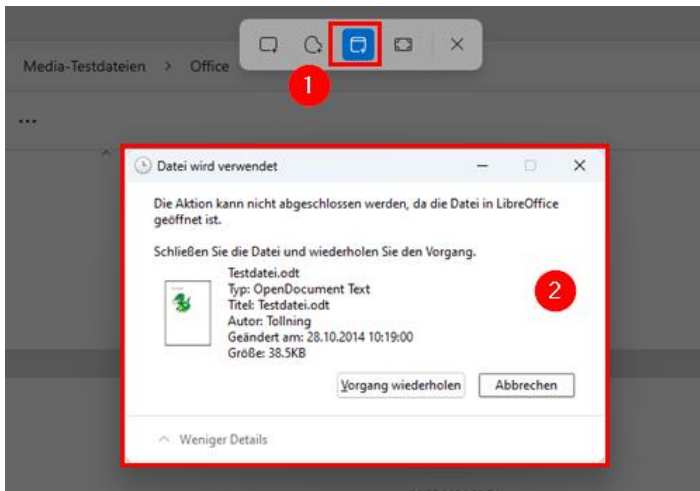 Media-Testdateien > Office
1
...
Datei wird verwendet
Die Aktion kann nicht abgeschlossen werden, da die Datei in LibreOffice
geöffnet ist.
Schließen Sie die Datei und wiederholen Sie den Vorgang.
Testdatei.odt
Typ: OpenDocument Text
Titel: Testdatei.odt
Autor: Tollning
Geändert am: 28.10.2014 10:19:00
Größe: 38.5KB
2
Vorgang wiederholen Abbrechen
Weniger Details